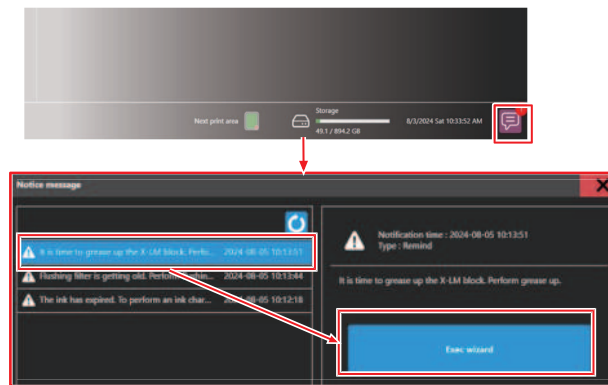 Storage
Next print area
49.1 / 894.2 GB
8/3/2024 Sat 10:33:52 AM
Notice message
X
It is time to grease up the X-LM block. Perfo... 2024-08-05 10:13:51
Flushing filter is getting old. Perform flushin... 2024-08-05 10:13:44
The ink has expired. To perform an ink char... 2024-08-05 10:12:18
Notification time : 2024-08-05 10:13:51
Type : Remind
It is time to grease up the X-LM block. Perform grease up.
Exec wizard